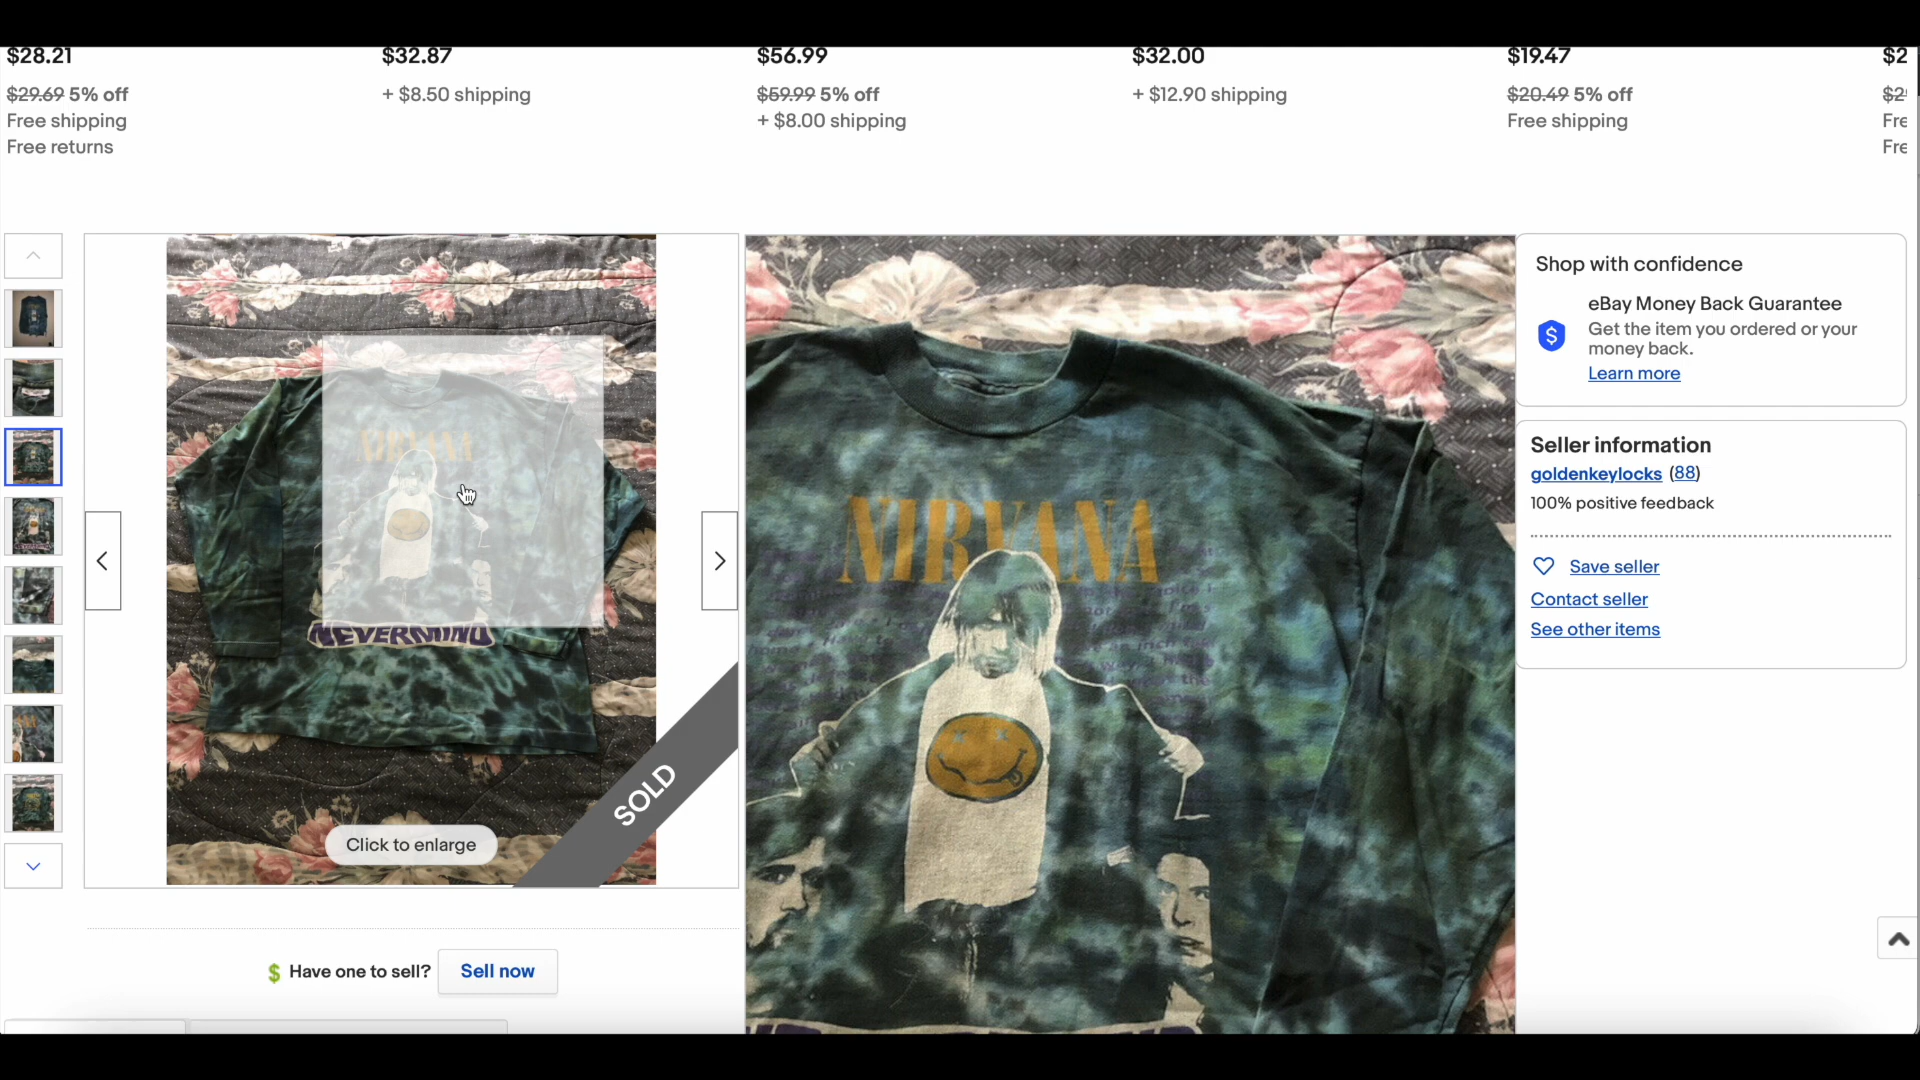 $28.21
$29.69 5% off
Free shipping
Free returns
$32.87
+ $8.50 shipping
$56.99
$59.99 5% off
+ $8.00 shipping
$32.00
+ $12.90 shipping
$19.47
$20.49 5% off
Free shipping
NIRVANA
NEVERMIND
SOLD
Click to enlarge
Have one to sell? Sell now
NIRVANA
Shop with confidence
eBay Money Back Guarantee
Get the item you ordered or your
money back.
Learn more
Seller information
goldenkeylocks (88)
100% positive feedback
Save seller
Contact seller
See other items